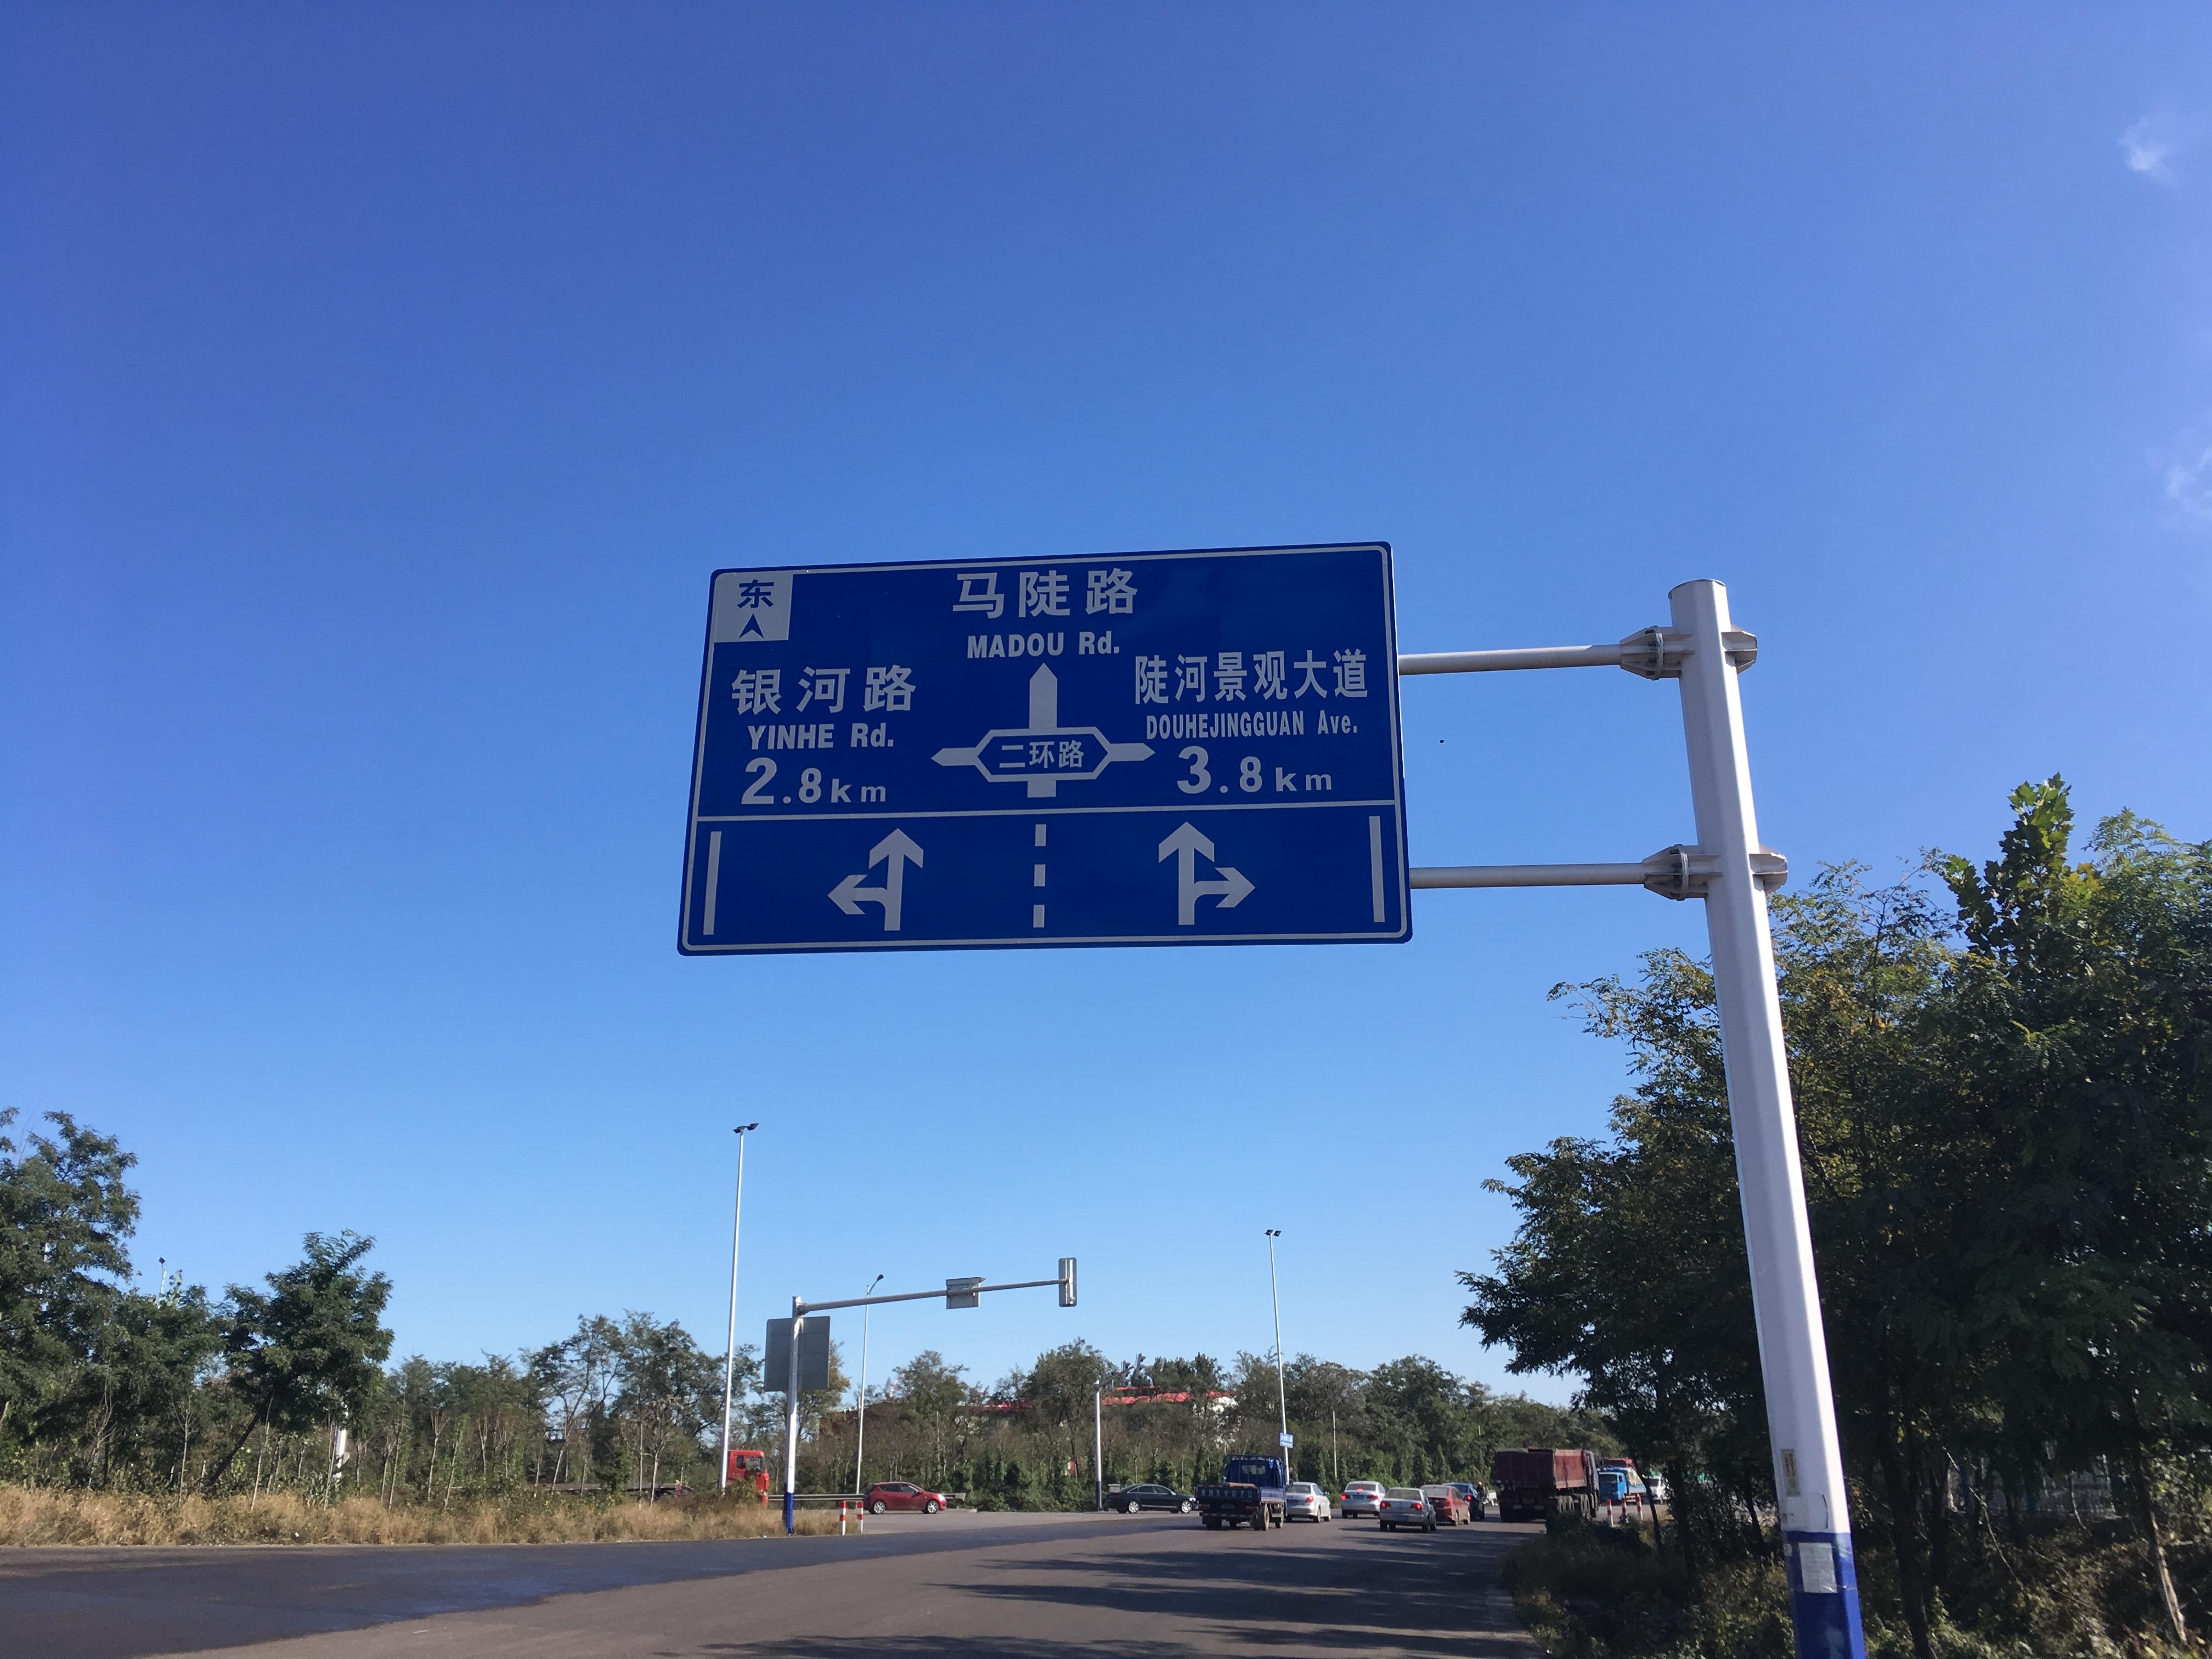 东
马陡路
MADOU Rd.
银河路
YINHE Rd.
2.8km
二环路
陡河景观大道
DOUHEJINGGUAN Ave.
3.8km